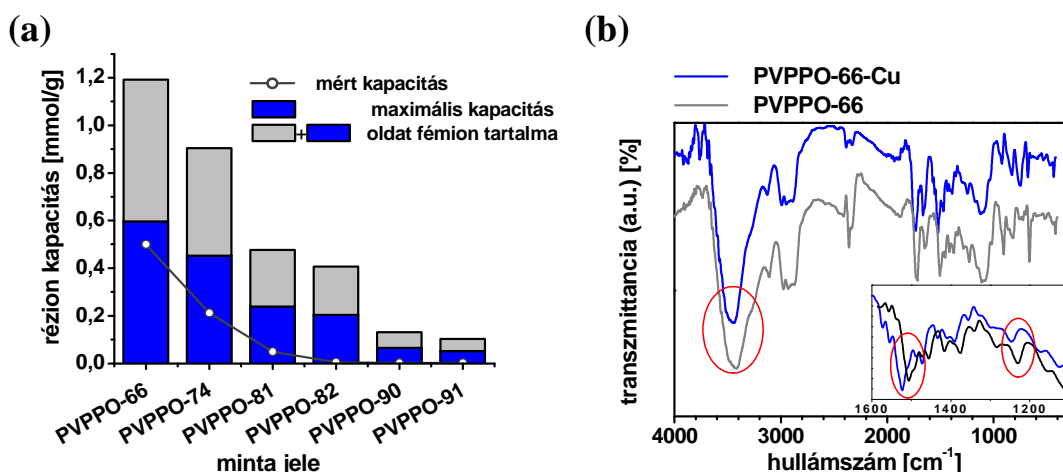 (a)
rézion kapacitás [mmol/g]
1,2
1,0
0,8
0,6
0,4
0,2
0,0
mért kapacitás
maximális kapacitás
+ oldat fémion tartalma
PVPPO-66
PVPPO-74
PVPPO-81
PVPPO-82
PVPPO-90
PVPPO-91
minta jele
(b)
PVPPO-66-Cu
PVPPO-66
transzmittancia (a.u.) [%]
1600 1400 1200
4000 3000 2000 1000
hullámszám [cm⁻¹]